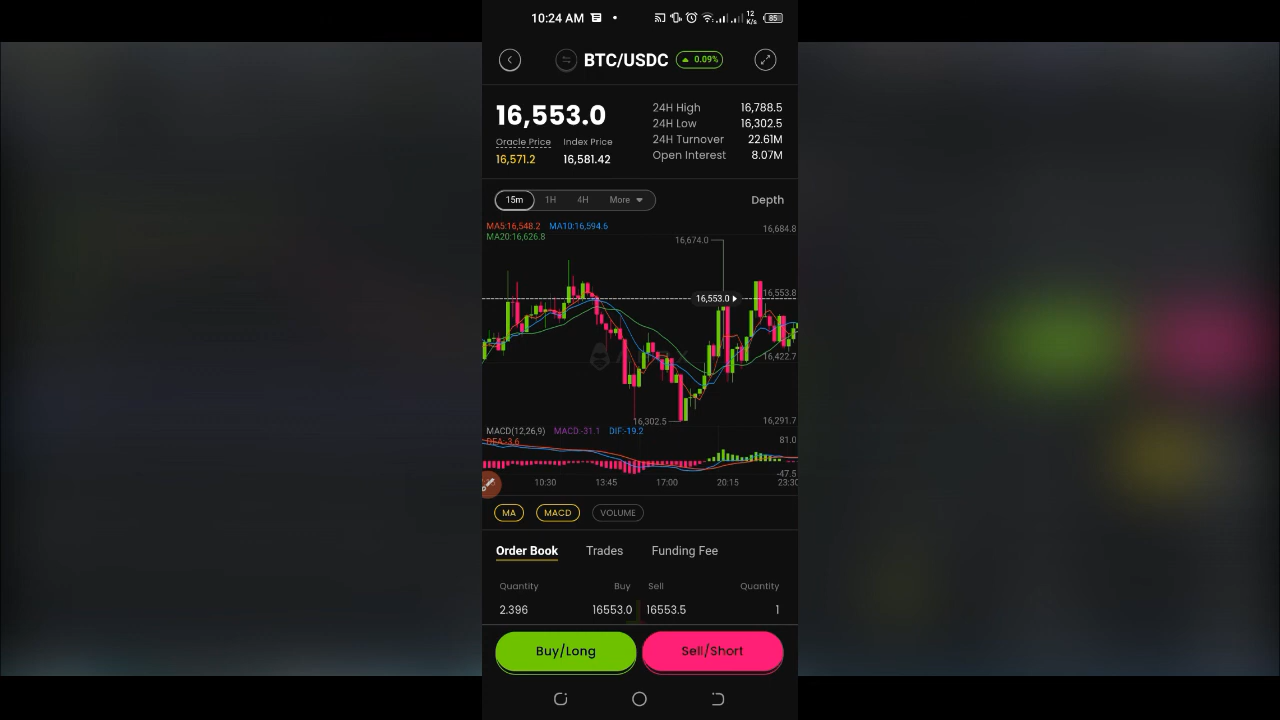 10:24 AM
12
K/s
85
BTC/USDC
0.09%
16,553.0
Oracle Price Index Price
16,571.2 16,581.42
24H High 16,788.5
24H Low 16,302.5
24H Turnover 22.61M
Open Interest 8.07M
15m 1H 4H More Depth
MA5:16,548.2 MA10:16,594.6
MA20:16,626.8
16,684.8
16,674.0
16,553.0
16,553.8
16,422.7
16,302.5
16,291.7
MACD(12,26,9) MACD:-31.1 DIF:-19.2
DEA:-3.6
81.0
-47.5
10:30 13:45 17:00 20:15 23:30
MA MACD VOLUME
Order Book Trades Funding Fee
Quantity Buy Sell Quantity
2.396 16553.0 16553.5 1
Buy/Long Sell/Short